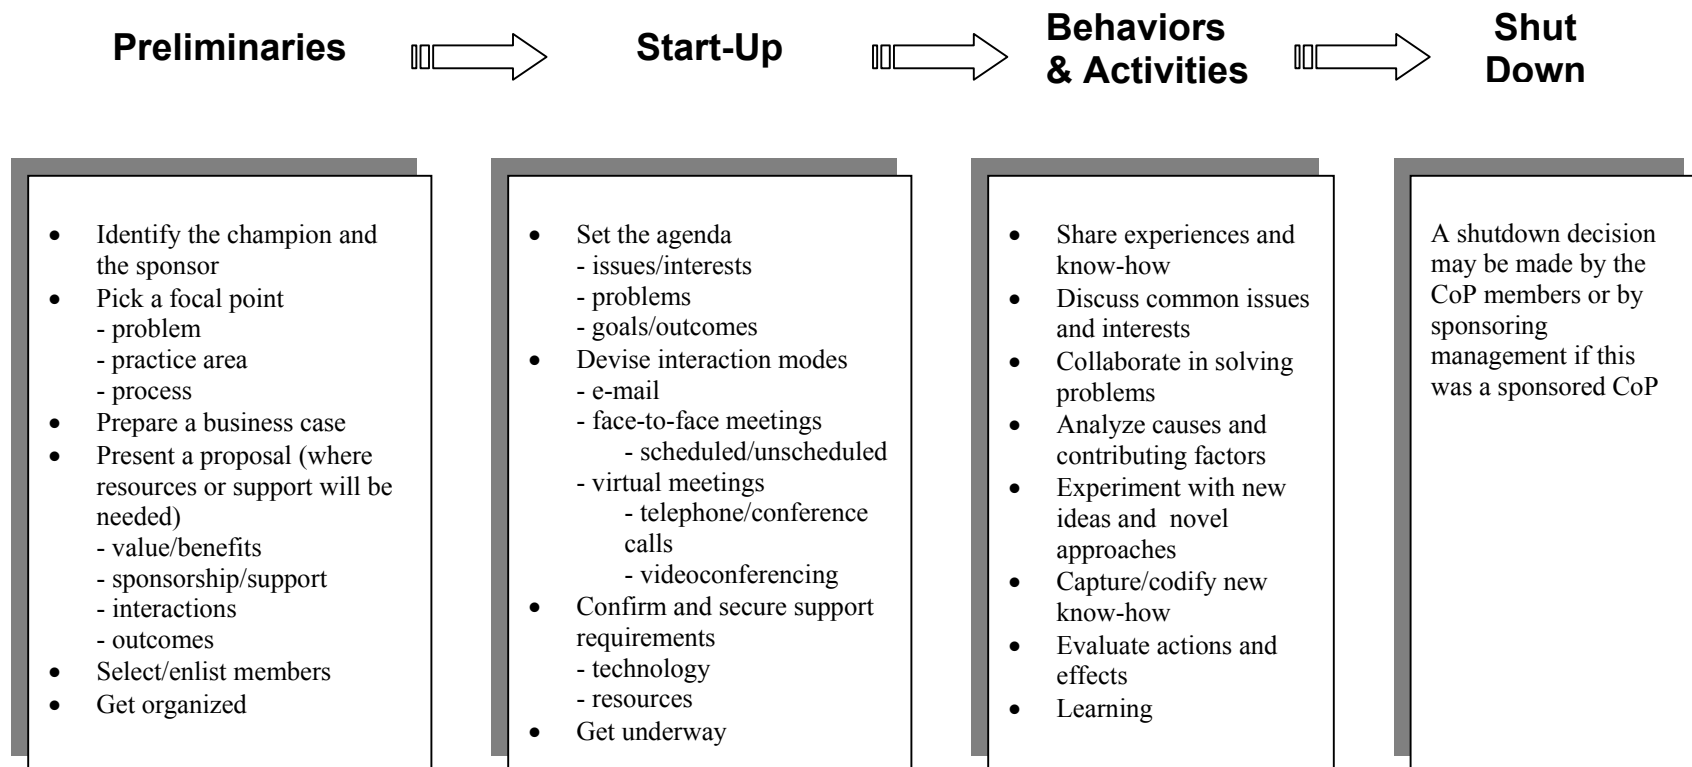 Preliminaries
Start-Up
Behaviors
& Activities
Shut
Down
• Identify the champion and
the sponsor
• Pick a focal point
- problem
- practice area
- process
• Prepare a business case
• Present a proposal (where
resources or support will be
needed)
- value/benefits
- sponsorship/support
- interactions
- outcomes
• Select/enlist members
• Get organized
• Set the agenda
- issues/interests
- problems
- goals/outcomes
• Devise interaction modes
- e-mail
- face-to-face meetings
- scheduled/unscheduled
- virtual meetings
- telephone/conference
calls
- videoconferencing
• Confirm and secure support
requirements
- technology
- resources
• Get underway
• Share experiences and
know-how
• Discuss common issues
and interests
• Collaborate in solving
problems
• Analyze causes and
contributing factors
• Experiment with new
ideas and novel
approaches
• Capture/codify new
know-how
• Evaluate actions and
effects
• Learning
A shutdown decision
may be made by the
CoP members or by
sponsoring
management if this
was a sponsored CoP